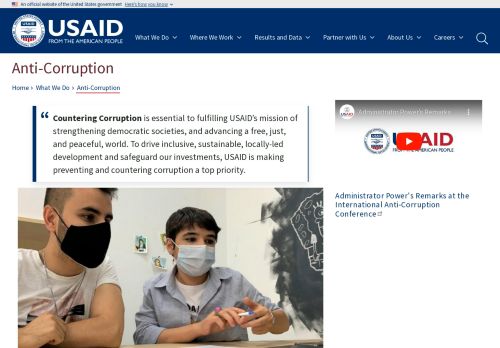 An official website of the United States government Here's how you know
USAID
FROM THE AMERICAN PEOPLE
What We Do
Where We Work
Results and Data
Partner with Us
About Us
Careers
Anti-Corruption
Home › What We Do › Anti-Corruption
“ Countering Corruption is essential to fulfilling USAID’s mission of
strengthening democratic societies, and advancing a free, just,
and peaceful, world. To drive inclusive, sustainable, locally-led
development and safeguard our investments, USAID is making
preventing and countering corruption a top priority.
Administrator Power's Remarks
USAID
FROM THE AMERICAN PEOPLE
Administrator Power's Remarks at the
International Anti-Corruption
Conference